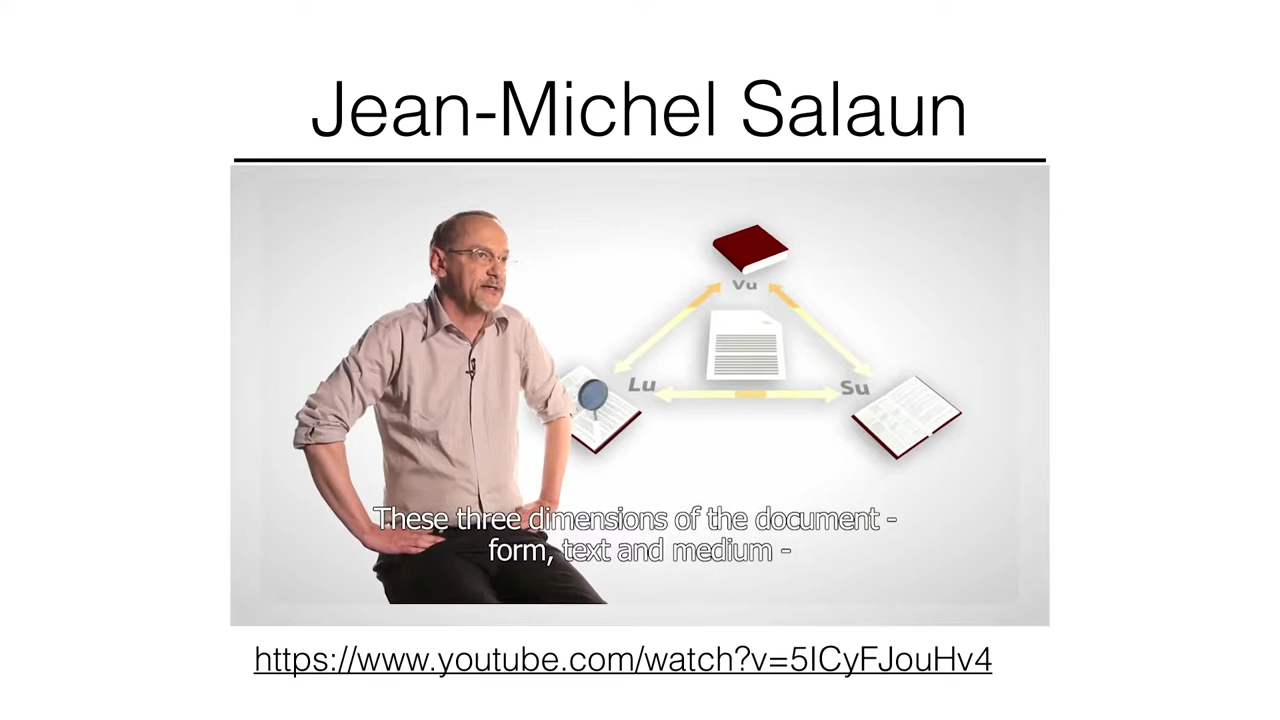 Jean-Michel Salaun
Vu
Lu
Su
These three dimensions of the document -
form, text and medium -
https://www.youtube.com/watch?v=5ICyFJouHv4